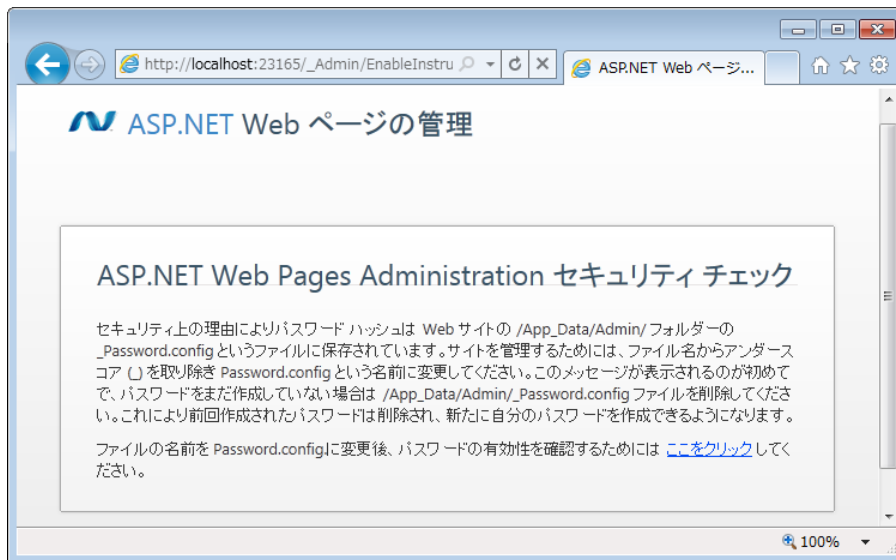 http://localhost:23165/_Admin/EnableInstru
ASP.NET Web ページ...
ASP.NET Web ページの管理
ASP.NET Web Pages Administration セキュリティ チェック
セキュリティ上の理由によりパスワード ハッシュは Web サイトの /App_Data/Admin/ フォルダーの
_Password.config というファイルに保存されています。サイトを管理するためには、ファイル名からアンダース
コア (_) を取り除き Password.config という名前に変更してください。このメッセージが表示されるのが初めて
で、パスワードをまだ作成していない場合は /App_Data/Admin/_Password.config ファイルを削除してくださ
い。これにより前回作成されたパスワードは削除され、新たに自分のパスワードを作成できるようになります。
ファイルの名前を Password.configに変更後、パスワードの有効性を確認するためには ここをクリック してく
ださい。
100%